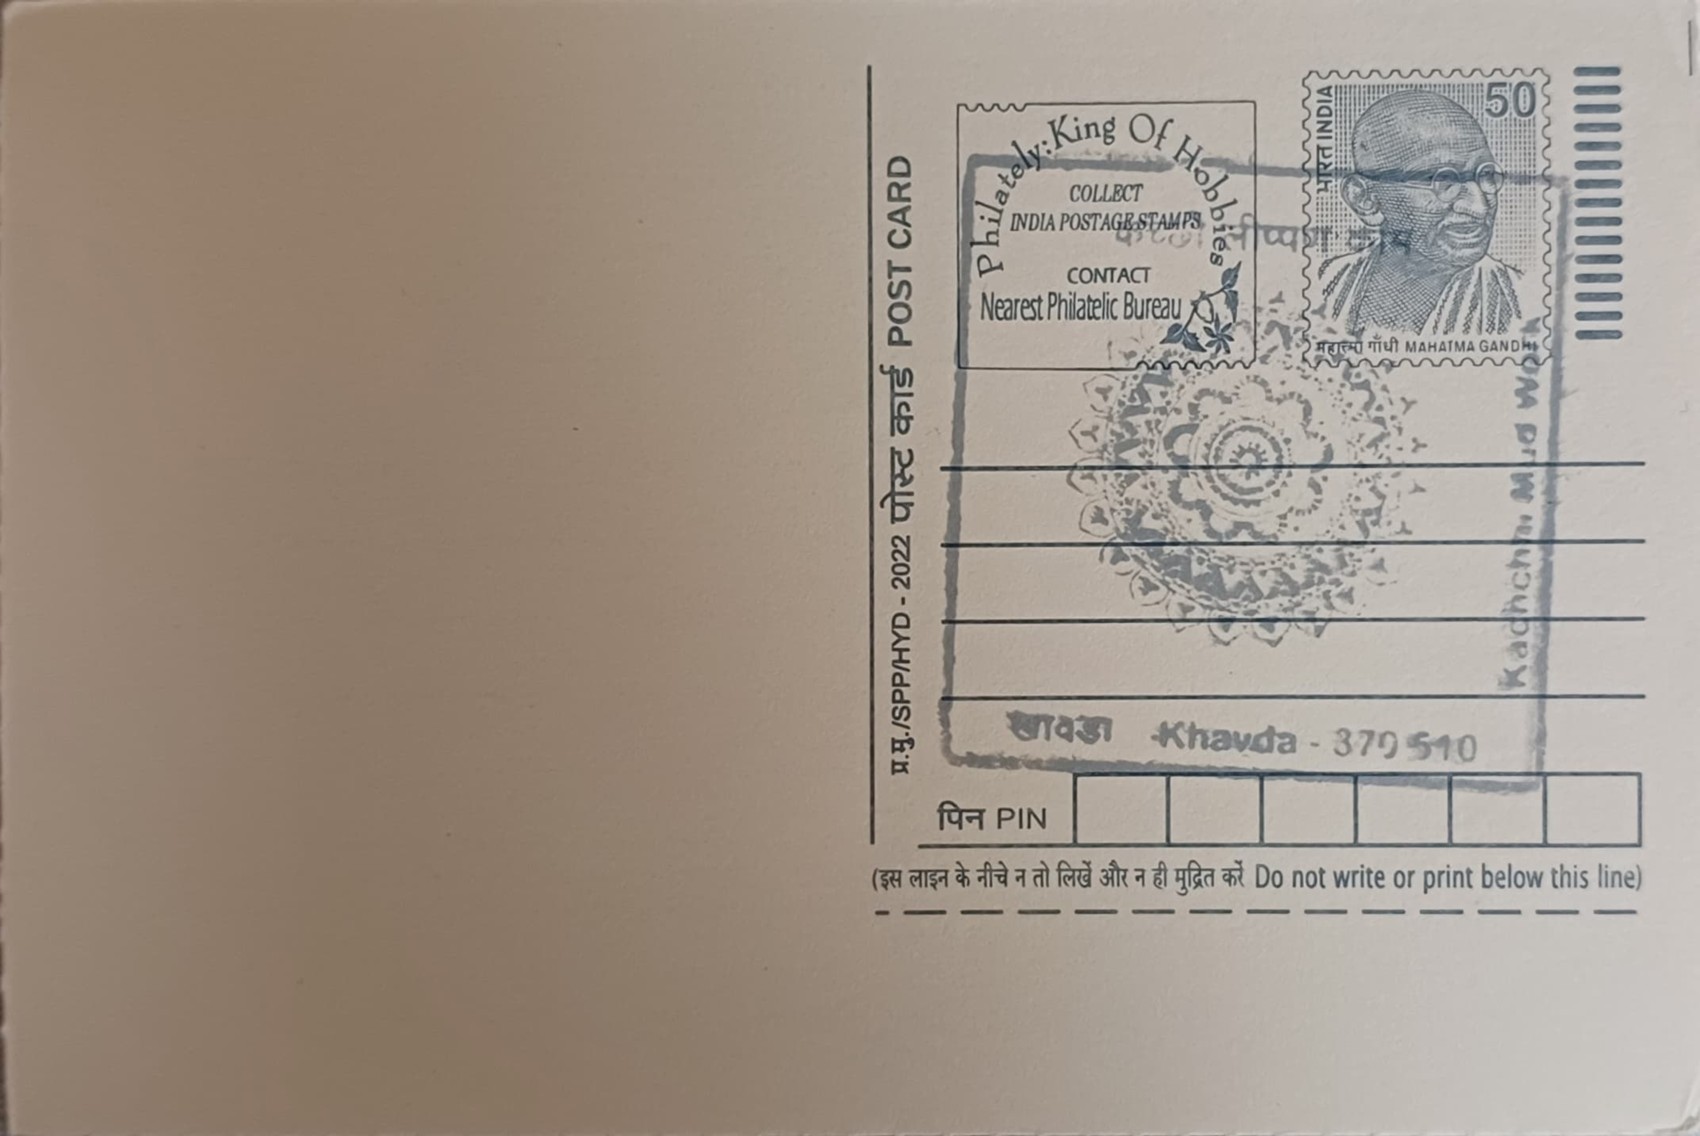 प्र.मु./SPP/HYD - 2022 पोस्ट कार्ड POST CARD
Philately: King Of Hobbies
COLLECT
INDIA POSTAGE STAMPS
CONTACT
Nearest Philatelic Bureau
भारत INDIA
50
महात्मा गाँधी MAHATMA GANDHI
Kachchhi Mud Work
खावडा Khavda - 370 510
पिन PIN
(इस लाइन के नीचे न तो लिखें और न ही मुद्रित करें Do not write or print below this line)